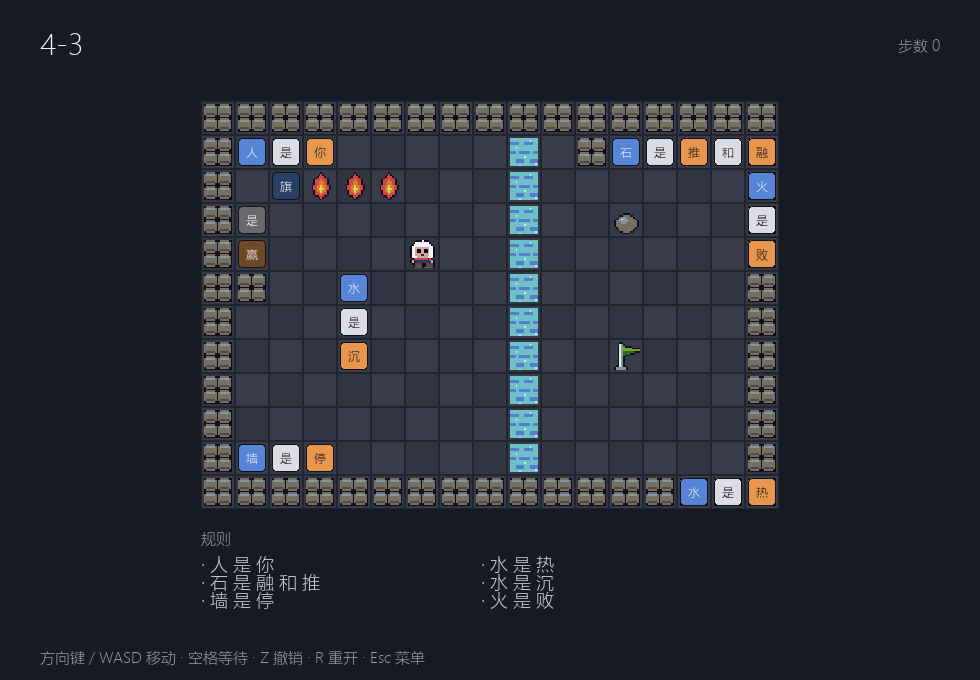 4-3
步数 0
人 是 你
石 是 推 和 融
旗
火
是
是
赢
败
水
是
沉
墙 是 停
水 是 热
规则
· 人 是 你
· 石 是 融 和 推
· 墙 是 停
· 水 是 热
· 水 是 沉
· 火 是 败
方向键 / WASD 移动 · 空格等待 · Z 撤销 · R 重开 · Esc 菜单